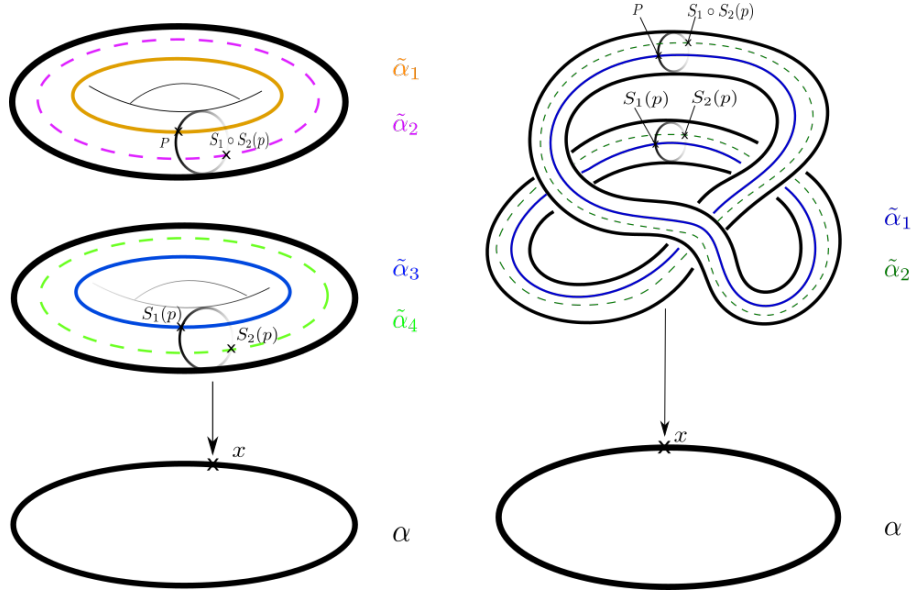 α̃₁
α̃₂
P
S₁ ∘ S₂(p)
α̃₃
α̃₄
S₁(p)
S₂(p)
x
α
P
S₁ ∘ S₂(p)
S₁(p)
S₂(p)
α̃₁
α̃₂
x
α